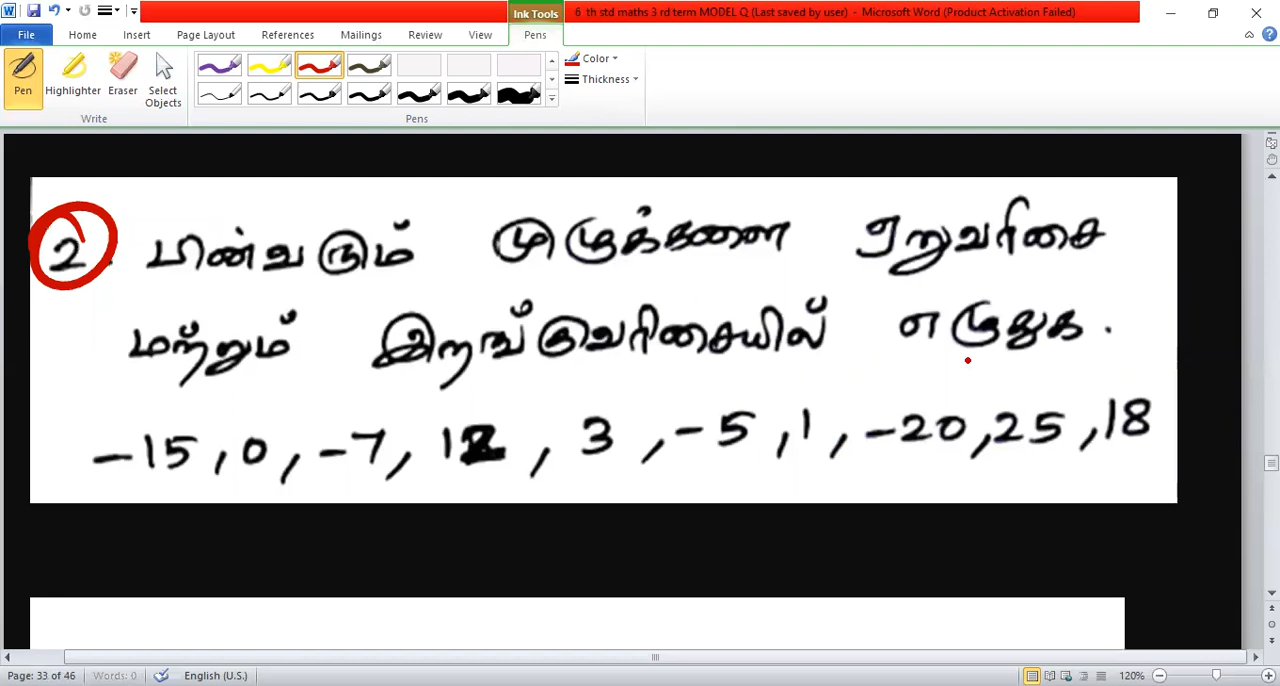 Ink Tools
6 th std maths 3 rd term MODEL Q (Last saved by user) - Microsoft Word (Product Activation Failed)
File Home Insert Page Layout References Mailings Review View Pens
Pen Highlighter Eraser Select Objects
Color
Thickness
Write Pens
2. பின்வரும் முழுக்களை ஏறுவரிசை
மற்றும் இறங்குவரிசையில் எழுதுக.
-15, 0, -7, 12, 3, -5, 1, -20, 25, 18
Page: 33 of 46 Words: 0 English (U.S.) 120%